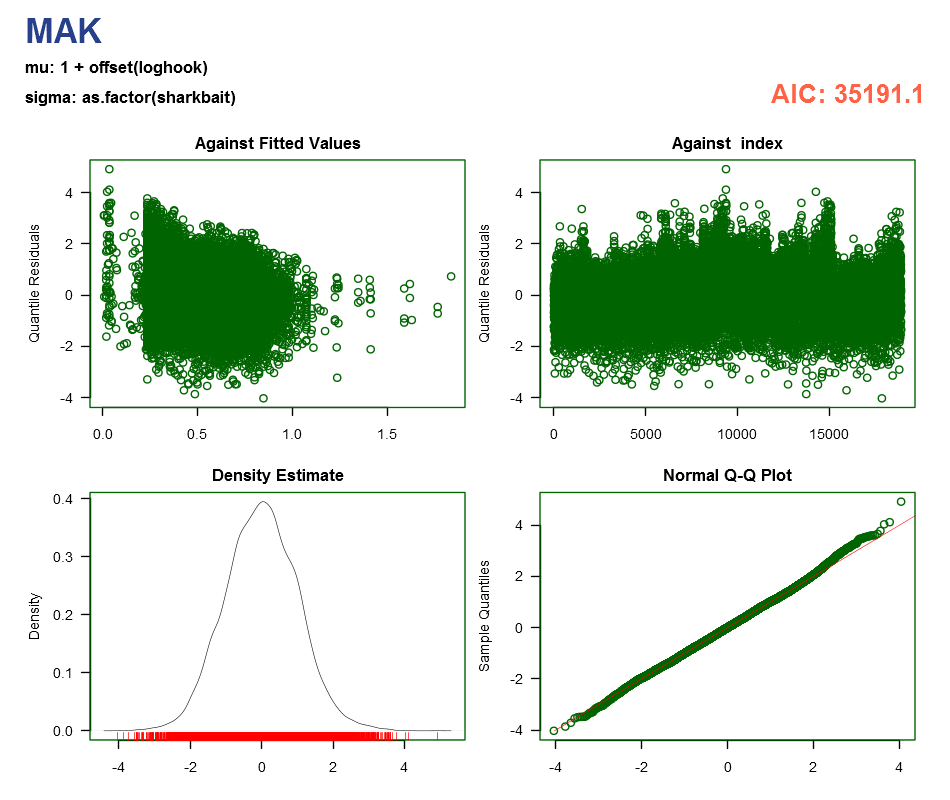 MAK
mu: 1 + offset(loghook)
sigma: as.factor(sharkbait)
AIC: 35191.1
Against Fitted Values
Against index
Quantile Residuals
4
2
0
-2
-4
0.0 0.5 1.0 1.5
Quantile Residuals
4
2
0
-2
-4
0 5000 10000 15000
Density Estimate
Normal Q-Q Plot
Density
0.4
0.3
0.2
0.1
0.0
-4 -2 0 2 4
Sample Quantiles
4
2
0
-2
-4
-4 -2 0 2 4